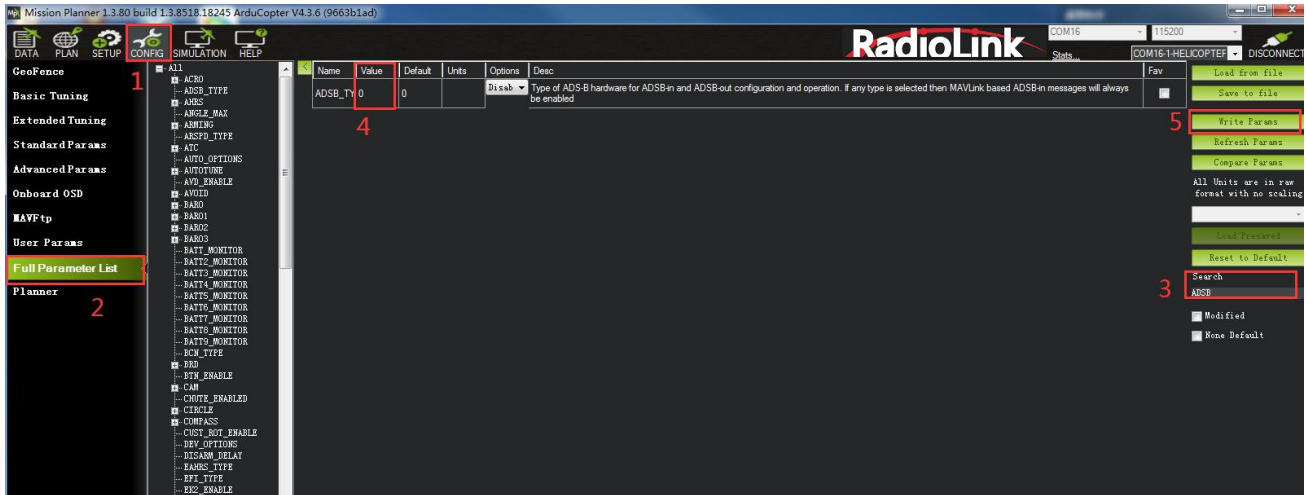 Mission Planner 1.3.80 build 1.3.8518.18245 ArduCopter V4.3.6 (9663b1ad)
DATA PLAN SETUP CONFIG SIMULATION HELP
RadioLink
COM16 115200
Stats...
COM16-1-HELICOPTER DISCONNECT
1
GeoFence
Basic Tuning
Extended Tuning
Standard Params
Advanced Params
Onboard OSD
MAVFtp
User Params
Full Parameter List
Planner
2
All
ACRO
ADSB_TYPE
AHRS
ANGLE_MAX
ARMING
ARSPD_TYPE
ATC
AUTO_OPTIONS
AUTOTUNE
AVD_ENABLE
AVOID
BARO
BARO1
BARO2
BARO3
BATT_MONITOR
BATT2_MONITOR
BATT3_MONITOR
BATT4_MONITOR
BATT5_MONITOR
BATT6_MONITOR
BATT7_MONITOR
BATT8_MONITOR
BATT9_MONITOR
BCN_TYPE
BRD
BTN_ENABLE
CAM
CHUTE_ENABLED
CIRCLE
COMPASS
CUST_ROT_ENABLE
DEV_OPTIONS
DISARM_DELAY
EAHRS_TYPE
EFI_TYPE
EK2_ENABLE
Name Value Default Units Options Desc Fav
ADSB_TY 0 0 Disab Type of ADS-B hardware for ADSB-in and ADSB-out configuration and operation. If any type is selected then MAVLink based ADSB-in messages will always
be enabled
4
Load from file
Save to file
5
Write Params
Refresh Params
Compare Params
All Units are in raw
format with no scaling
Load Presaved
Reset to Default
3
Search
ADSB
Modified
None Default